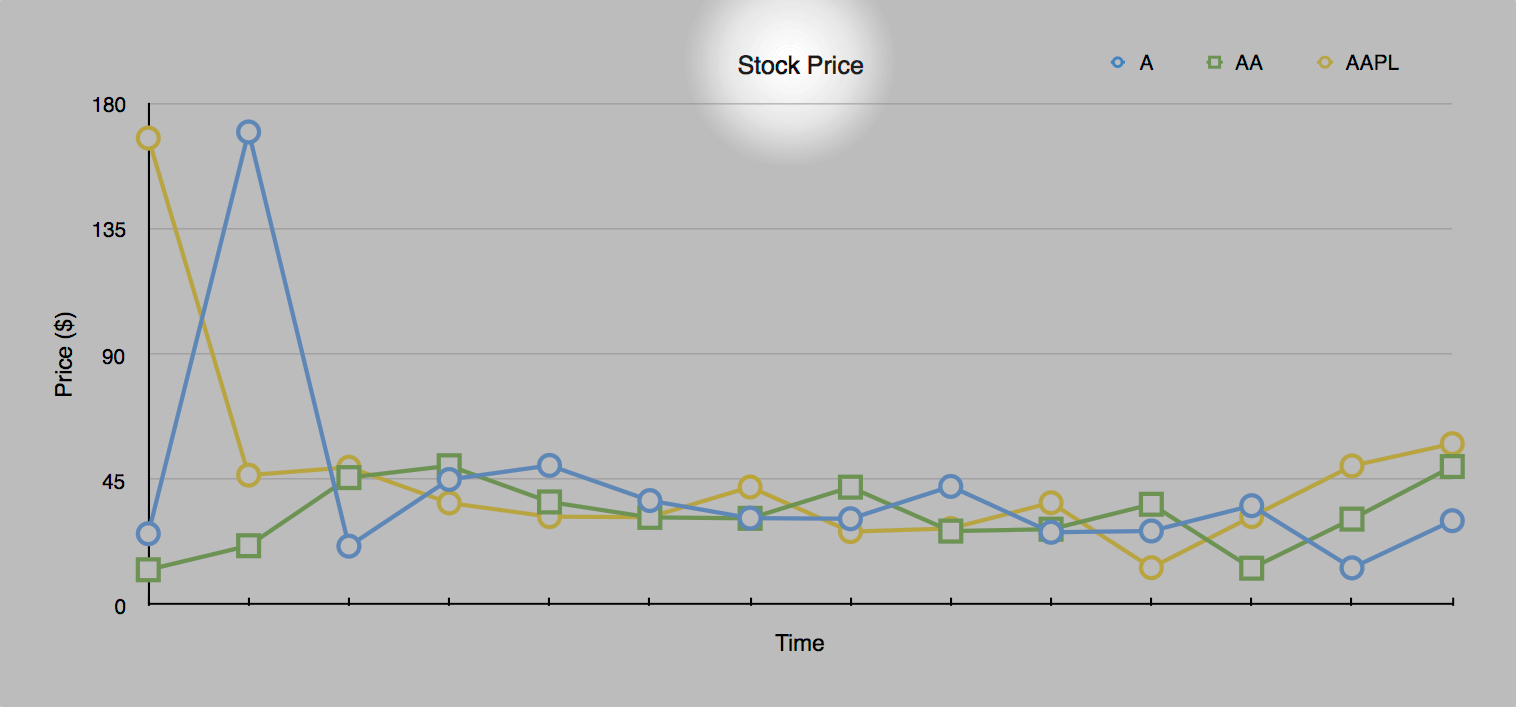 Stock Price
A AA AAPL
180
135
90
45
0
Price ($)
Time